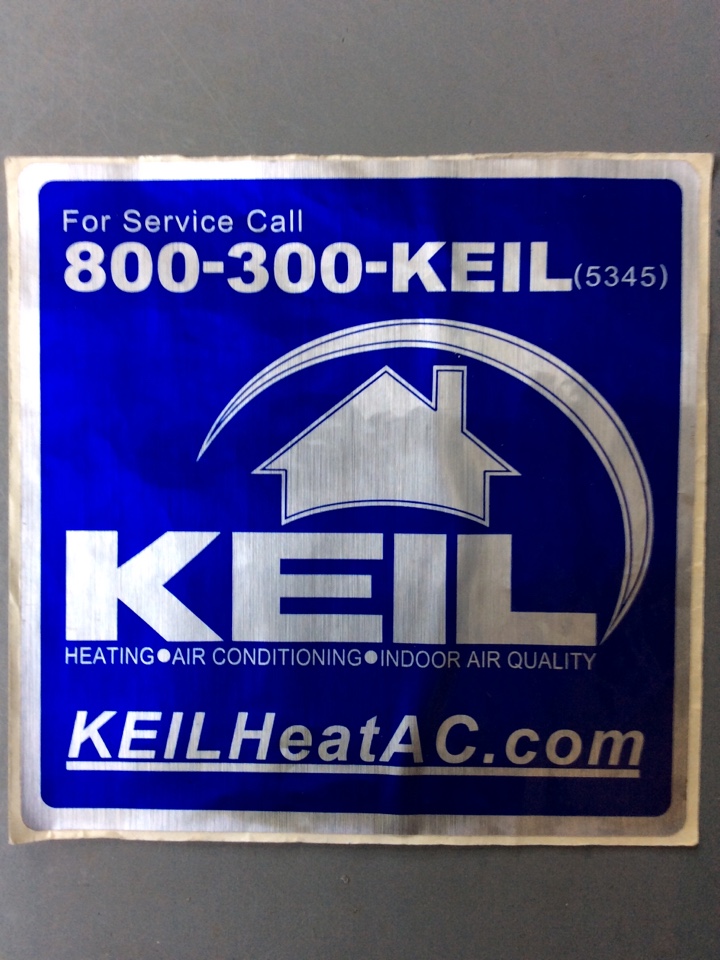 For Service Call
800-300-KEIL(5345)
KEIL
HEATING●AIR CONDITIONING●INDOOR AIR QUALITY
KEILHeatAC.com